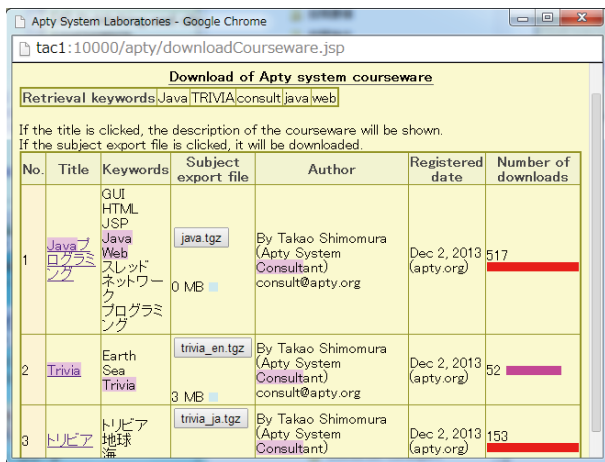 Apty System Laboratories - Google Chrome
tac1:10000/apty/downloadCourseware.jsp
Download of Apty system courseware
Retrieval keywords Java TRIVIA consult java web
If the title is clicked, the description of the courseware will be shown.
If the subject export file is clicked, it will be downloaded.
No. Title Keywords Subject export file Author Registered date Number of downloads
1
Javaプ
ログラミ
ング
GUI
HTML
JSP
Java
Web
スレッド
ネットワー
ク
プログラミ
ング
java.tgz
0 MB
By Takao Shimomura
(Apty System
Consultant)
consult@apty.org
Dec 2, 2013
(apty.org)
517
2
Trivia
Earth
Sea
Trivia
trivia_en.tgz
3 MB
By Takao Shimomura
(Apty System
Consultant)
consult@apty.org
Dec 2, 2013
(apty.org)
52
3
トリビア
トリビア
地球
海
trivia_ja.tgz
By Takao Shimomura
(Apty System
Consultant)
Dec 2, 2013
(apty.org)
153